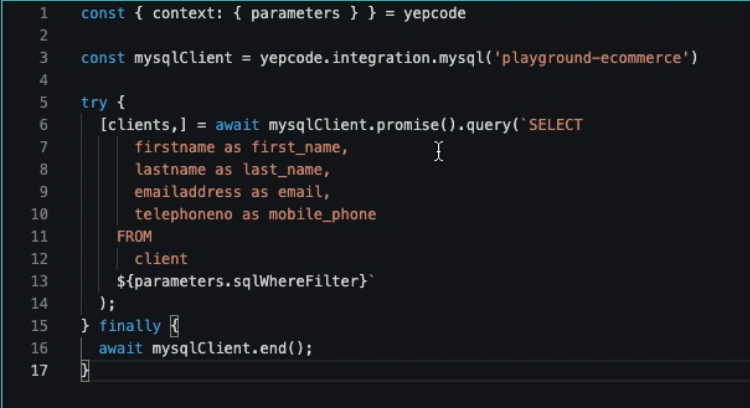 1 const { context: { parameters } } = yepcode
2
3 const mysqlClient = yepcode.integration.mysql('playground-ecommerce')
4
5 try {
6 [clients,] = await mysqlClient.promise().query(`SELECT
7 firstname as first_name,
8 lastname as last_name,
9 emailaddress as email,
10 telephoneno as mobile_phone
11 FROM
12 client
13 ${parameters.sqlWhereFilter}`
14 );
15 } finally {
16 await mysqlClient.end();
17 }